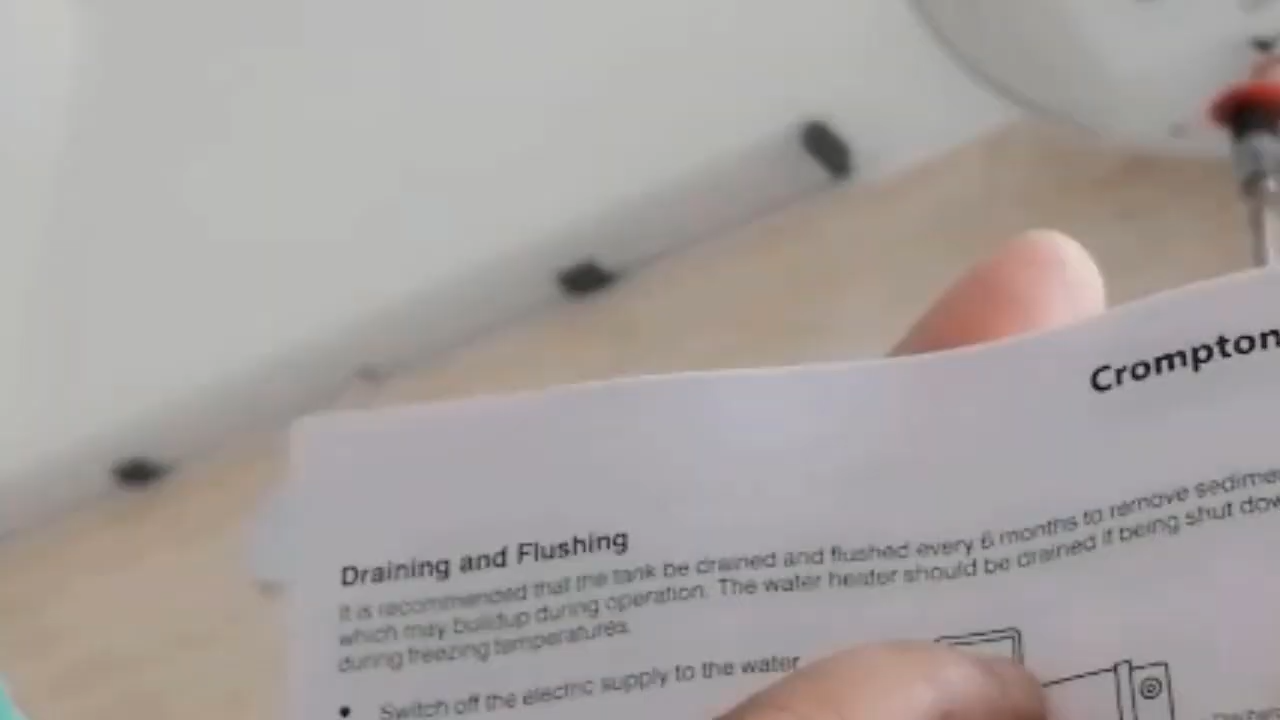 Crompton
Draining and Flushing
It is recommended that the tank be drained and flushed every 6 months to remove sedime
which may buildup during operation. The water heater should be drained if being shut dow
during freezing temperatures.
• Switch off the electric supply to the water